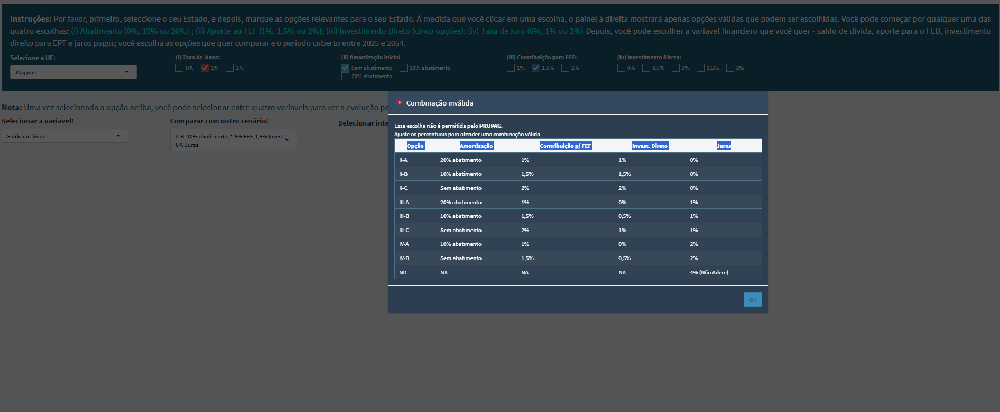 Instruções: Por favor, primeiro, seleccione o seu Estado, e depois, marque as opções relevantes para o seu Estado. À medida que você clicar em uma escolha, o painel à direita mostrará apenas opções válidas que podem ser escolhidas. Você pode começar por qualquer uma das
quatro escolhas: (i) Abatimento (0%, 10% ou 20%) ; (ii) Aporte ao FEF (1%, 1.5% ou 2%); (iii) Investimento Direto (cinco opções); (iv) Taxa de juro (0%, 1% ou 2%) Depois, você pode escolher a variavel financiero que você quer - saldo de dívida, aporte para o FED, investimento
direito para EPT e juros pagos; você escolha as opções que quer comparar e o periodo cuberto entre 2025 e 2054.
Selecione a UF:
Alagoas
(i) Taxa de Juros:
0% 1% 2%
(ii) Amortização Inicial
Sem abatimento 10% abatimento
20% abatimento
(iii) Contribuição para FEF:
1% 1.5% 2%
(iv) Investimento Direto:
0% 0.5% 1% 1.5% 2%
Nota: Uma vez selecionada a opção arriba, você pode selecionar entre quatro variaveis para ver a evolução pa
Selecionar a variavel:
Saldo da Dívida
Comparar com outro cenário:
II-B: 10% abatimento, 1,5% FEF, 1,5% Invest.,
0% Juros
Selecionar inte
Combinação inválida
Essa escolha não é permitida pelo PROPAG.
Ajuste os percentuais para atender uma combinação válida.
Opção Amortização Contribuição p/ FEF Invest. Direto Juros
II-A 20% abatimento 1% 1% 0%
II-B 10% abatimento 1,5% 1,5% 0%
II-C Sem abatimento 2% 2% 0%
III-A 20% abatimento 1% 0% 1%
III-B 10% abatimento 1,5% 0,5% 1%
III-C Sem abatimento 2% 1% 1%
IV-A 10% abatimento 1% 0% 2%
IV-B Sem abatimento 1,5% 0,5% 2%
ND NA NA NA 4% (Não Adere)
OK